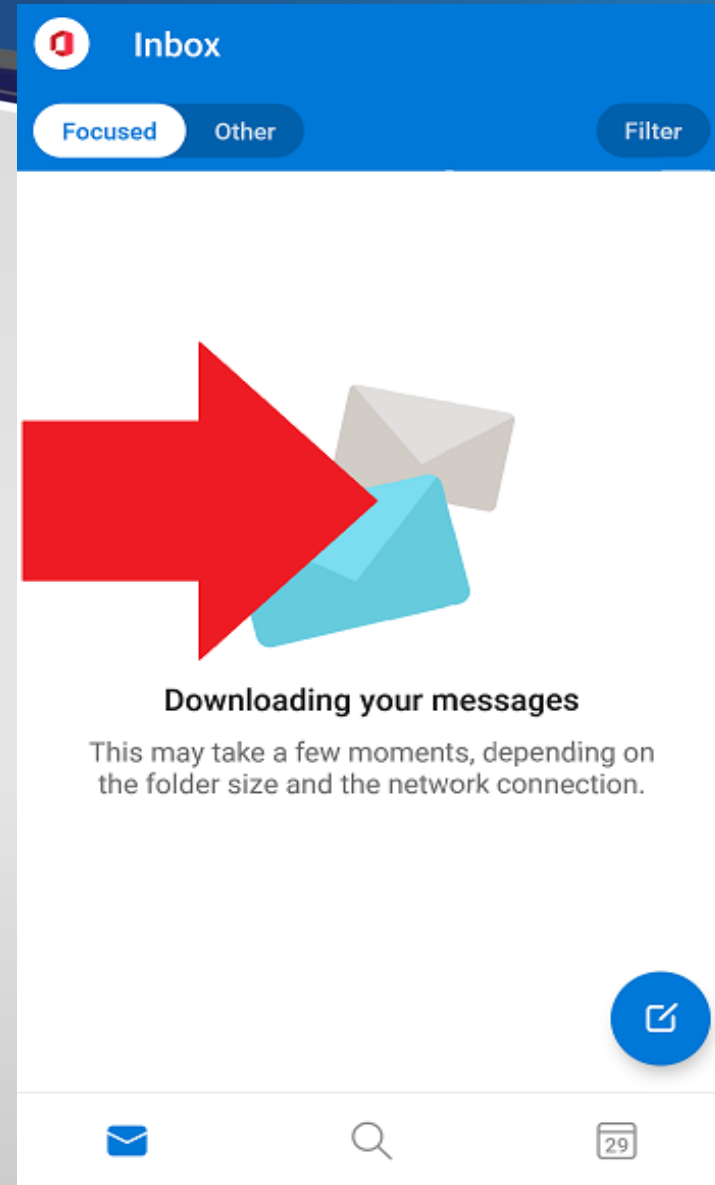 Inbox
Focused Other Filter
Downloading your messages
This may take a few moments, depending on
the folder size and the network connection.
29